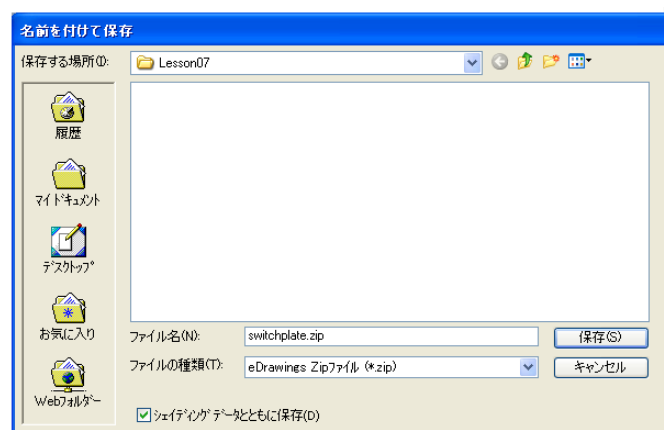 名前を付けて保存
保存する場所(I):
Lesson07
履歴
マイ ドキュメント
デスクトップ
お気に入り
Webフォルダー
ファイル名(N):
switchplate.zip
保存(S)
ファイルの種類(T):
eDrawings Zipファイル (*.zip)
キャンセル
シェイディング データとともに保存(D)